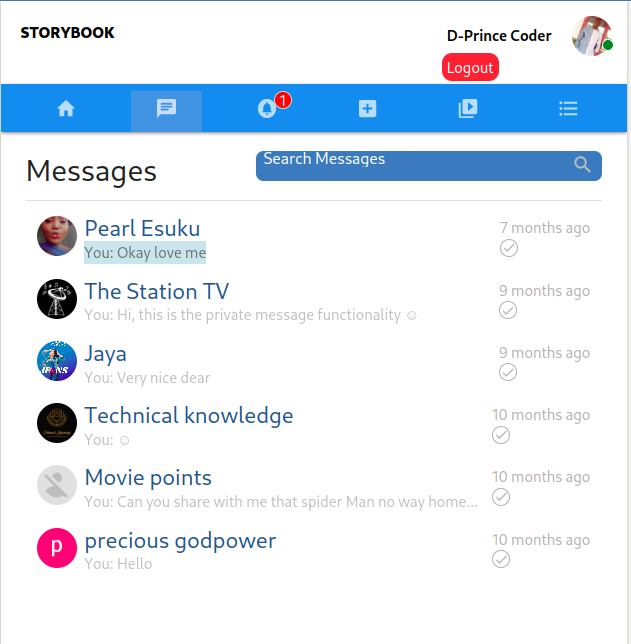 STORYBOOK
D-Prince Coder
Logout
1
Messages
Search Messages
Pearl Esuku
7 months ago
You: Okay love me
The Station TV
9 months ago
You: Hi, this is the private message functionality ☺
Jaya
9 months ago
You: Very nice dear
Technical knowledge
10 months ago
You: ☺
Movie points
10 months ago
You: Can you share with me that spider Man no way home...
p
precious godpower
10 months ago
You: Hello